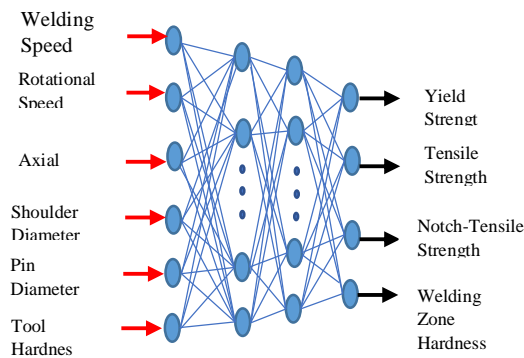 Welding
Speed
Rotational
Speed
Axial
Shoulder
Diameter
Pin
Diameter
Tool
Hardnes
Yield
Strengt
Tensile
Strength
Notch-Tensile
Strength
Welding
Zone
Hardness